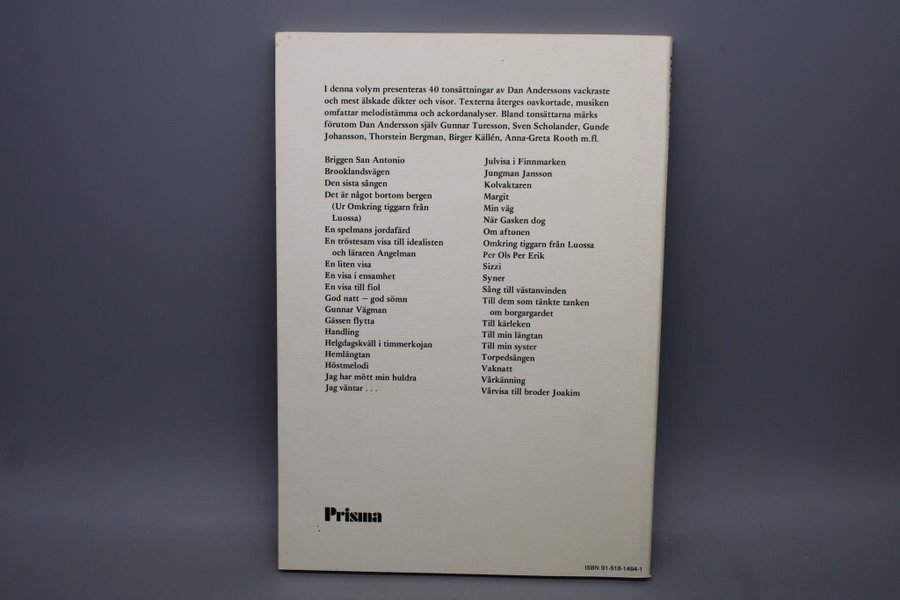 I denna volym presenteras 40 tonsättningar av Dan Anderssons vackraste
och mest älskade dikter och visor. Texterna återges oavkortade, musiken
omfattar melodistämma och ackordanalyser. Bland tonsättarna märks
förutom Dan Andersson själv Gunnar Turesson, Sven Scholander, Gunde
Johansson, Thorstein Bergman, Birger Källén, Anna-Greta Rooth m.fl.
Briggen San Antonio
Brooklandsvägen
Den sista sången
Det är något bortom bergen
(Ur Omkring tiggarn från
Luossa)
En spelmans jordafärd
En tröstesam visa till idealisten
och läraren Angelman
En liten visa
En visa i ensamhet
En visa till fiol
God natt — god sömn
Gunnar Vägman
Gässen flytta
Handling
Helgdagskväll i timmerkojan
Hemlängtan
Höstmelodi
Jag har mött min huldra
Jag väntar . . .
Julvisa i Finnmarken
Jungman Jansson
Kolvaktaren
Margit
Min väg
När Gasken dog
Om aftonen
Omkring tiggarn från Luossa
Per Ols Per Erik
Sizzi
Syner
Sång till västanvinden
Till dem som tänkte tanken
om borgargardet
Till kärleken
Till min längtan
Till min syster
Torpedsången
Vaknatt
Vårkänning
Vårvisa till broder Joakim
Prisma
ISBN 91-518-1464-1